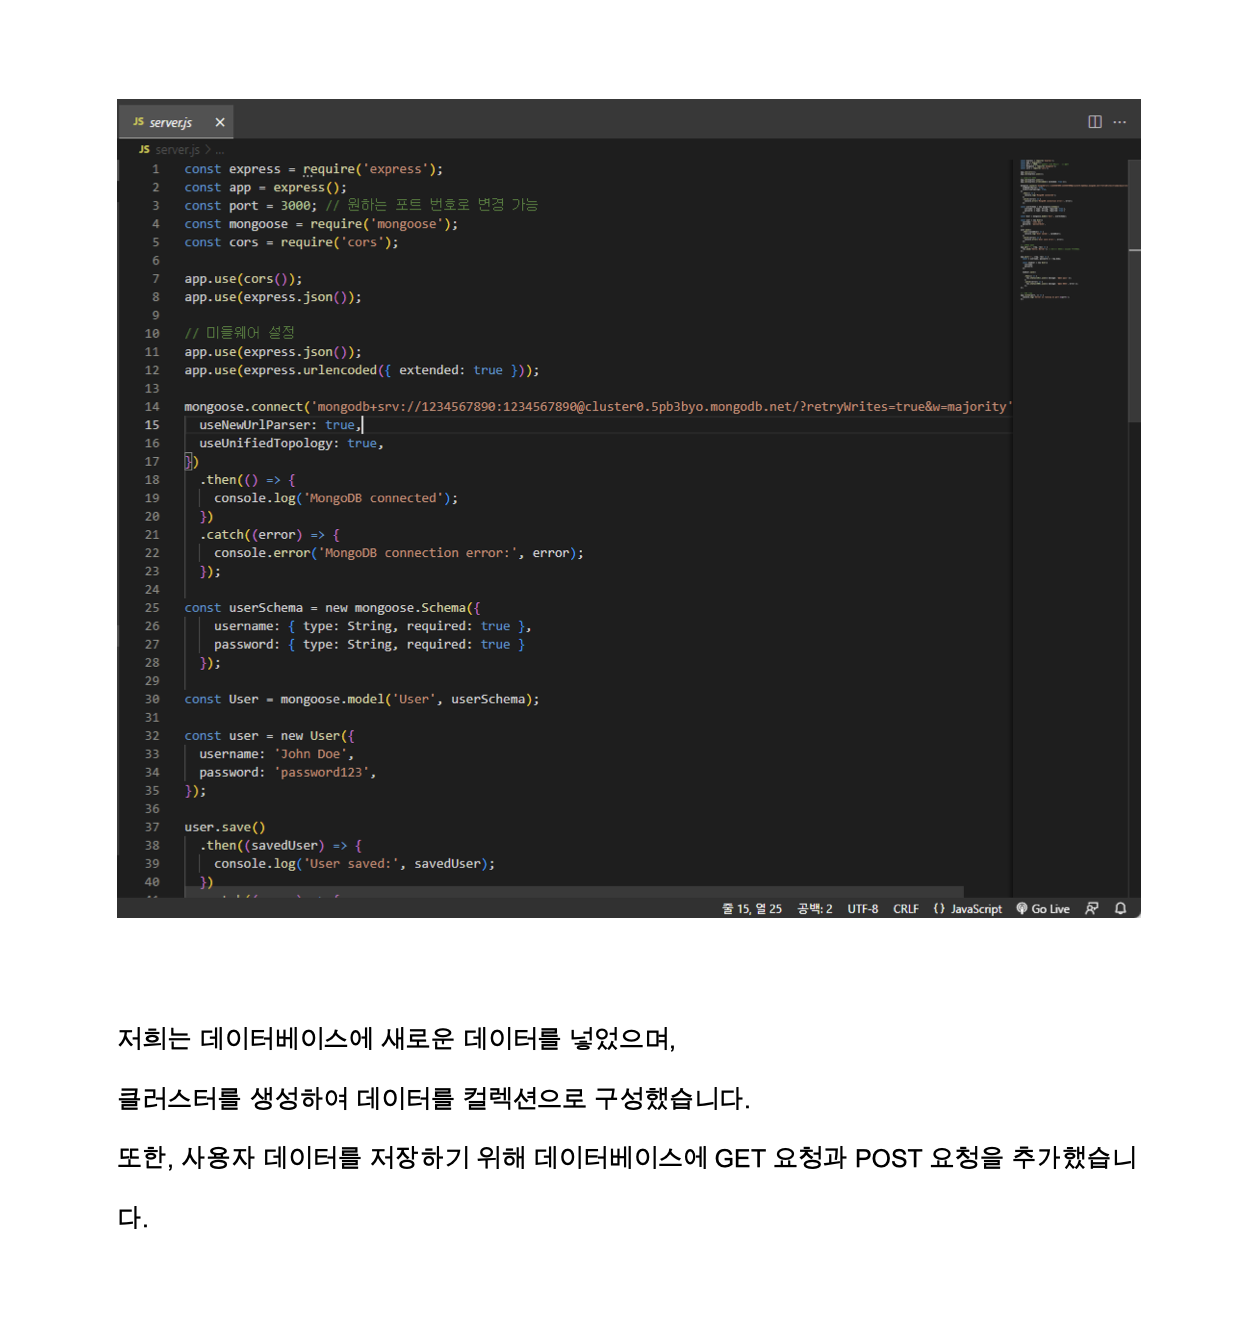 JS server.js ×
JS server.js > ...
1 const express = require('express');
2 const app = express();
3 const port = 3000; // 원하는 포트 번호로 변경 가능
4 const mongoose = require('mongoose');
5 const cors = require('cors');
6
7 app.use(cors());
8 app.use(express.json());
9
10 // 미들웨어 설정
11 app.use(express.json());
12 app.use(express.urlencoded({ extended: true }));
13
14 mongoose.connect('mongodb+srv://1234567890:1234567890@cluster0.5pb3byo.mongodb.net/?retryWrites=true&w=majority'
15 useNewUrlParser: true,
16 useUnifiedTopology: true,
17 })
18 .then(() => {
19 console.log('MongoDB connected');
20 })
21 .catch((error) => {
22 console.error('MongoDB connection error:', error);
23 });
24
25 const userSchema = new mongoose.Schema({
26 username: { type: String, required: true },
27 password: { type: String, required: true }
28 });
29
30 const User = mongoose.model('User', userSchema);
31
32 const user = new User({
33 username: 'John Doe',
34 password: 'password123',
35 });
36
37 user.save()
38 .then((savedUser) => {
39 console.log('User saved:', savedUser);
40 })
줄 15, 열 25 공백: 2 UTF-8 CRLF {} JavaScript Go Live
저희는 데이터베이스에 새로운 데이터를 넣었으며,
클러스터를 생성하여 데이터를 컬렉션으로 구성했습니다.
또한, 사용자 데이터를 저장하기 위해 데이터베이스에 GET 요청과 POST 요청을 추가했습니
다.